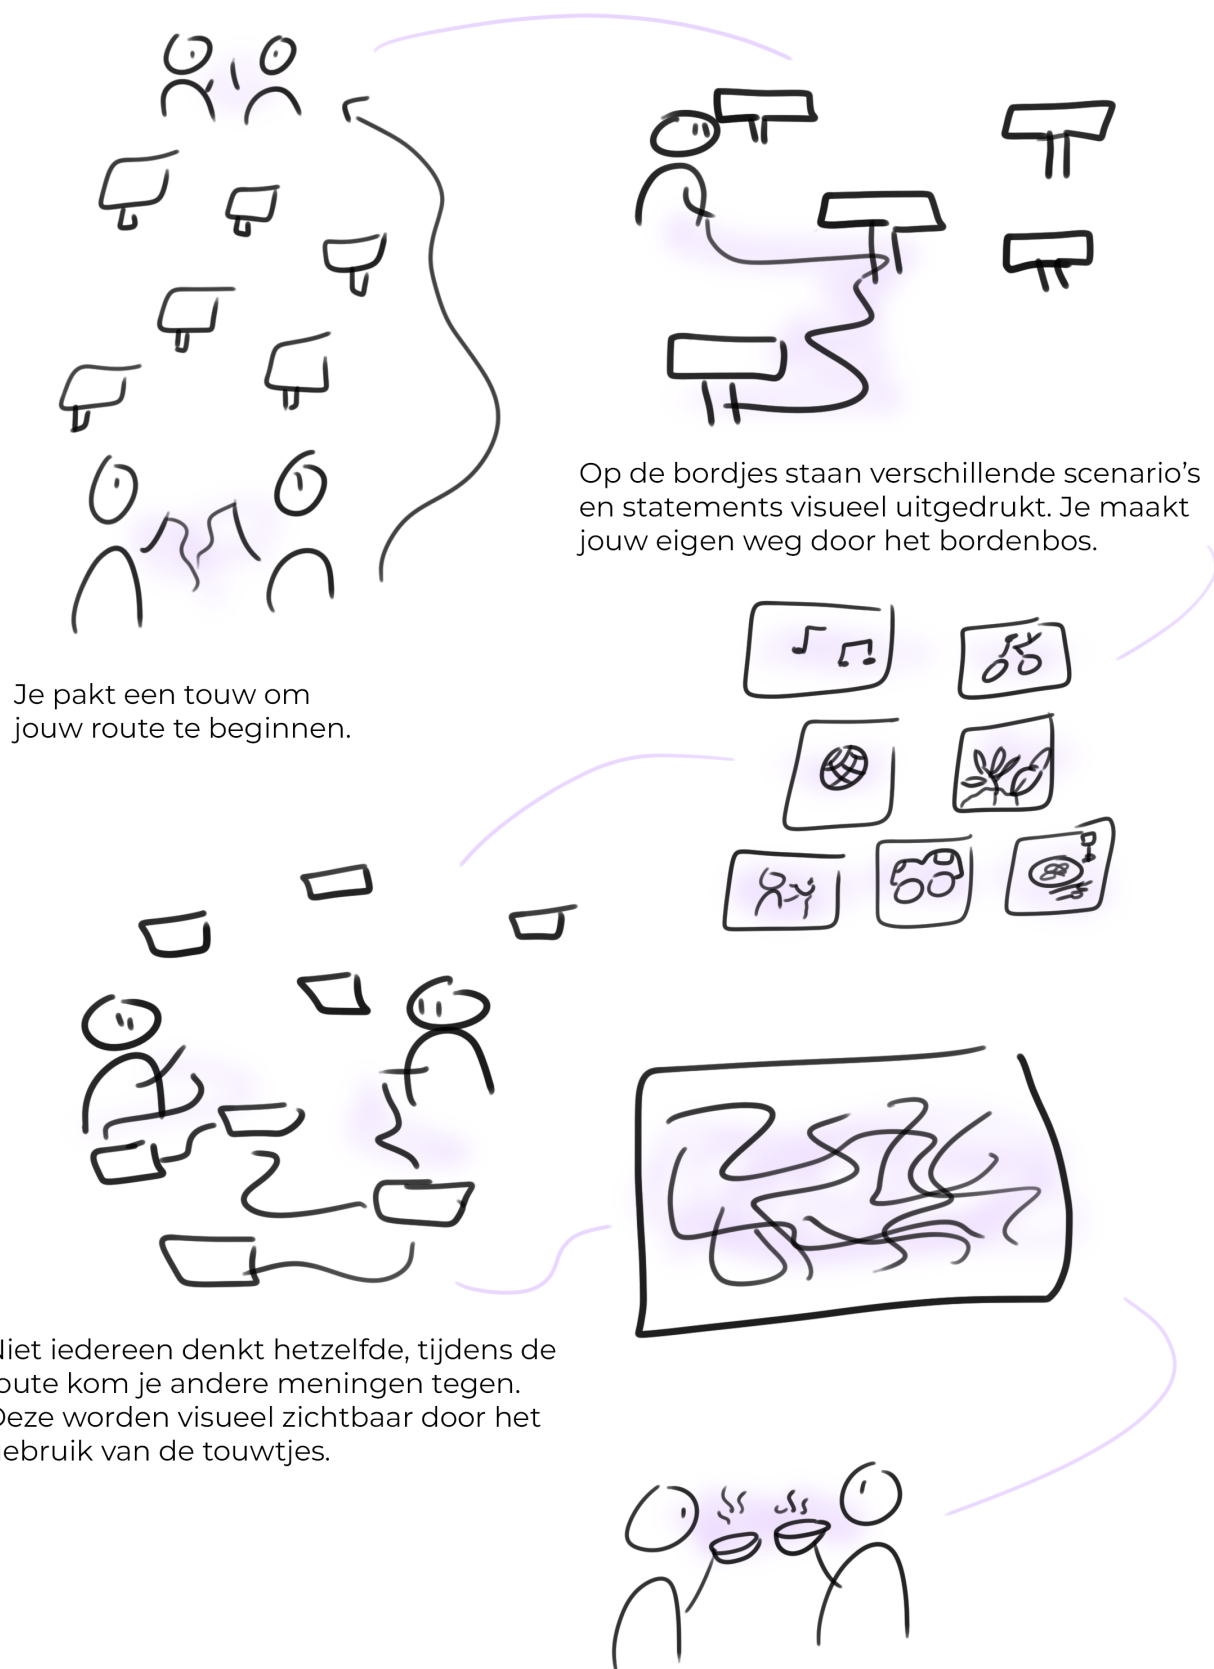 Op de bordjes staan verschillende scenario's
en statements visueel uitgedrukt. Je maakt
jouw eigen weg door het bordenbos.
Je pakt een touw om
jouw route te beginnen.
iet iedereen denkt hetzelfde, tijdens de
oute kom je andere meningen tegen.
Deze worden visueel zichtbaar door het
ebruik van de touwtjes.